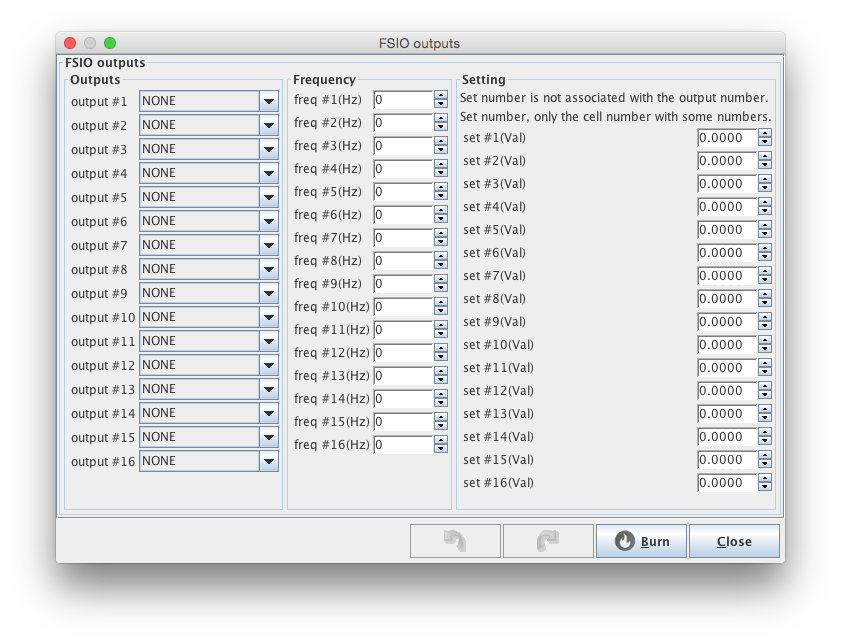 FSIO outputs
FSIO outputs
Outputs
output #1 NONE
output #2 NONE
output #3 NONE
output #4 NONE
output #5 NONE
output #6 NONE
output #7 NONE
output #8 NONE
output #9 NONE
output #10 NONE
output #11 NONE
output #12 NONE
output #13 NONE
output #14 NONE
output #15 NONE
output #16 NONE
Frequency
freq #1(Hz) 0
freq #2(Hz) 0
freq #3(Hz) 0
freq #4(Hz) 0
freq #5(Hz) 0
freq #6(Hz) 0
freq #7(Hz) 0
freq #8(Hz) 0
freq #9(Hz) 0
freq #10(Hz) 0
freq #11(Hz) 0
freq #12(Hz) 0
freq #13(Hz) 0
freq #14(Hz) 0
freq #15(Hz) 0
freq #16(Hz) 0
Setting
Set number is not associated with the output number.
Set number, only the cell number with some numbers.
set #1(Val) 0.0000
set #2(Val) 0.0000
set #3(Val) 0.0000
set #4(Val) 0.0000
set #5(Val) 0.0000
set #6(Val) 0.0000
set #7(Val) 0.0000
set #8(Val) 0.0000
set #9(Val) 0.0000
set #10(Val) 0.0000
set #11(Val) 0.0000
set #12(Val) 0.0000
set #13(Val) 0.0000
set #14(Val) 0.0000
set #15(Val) 0.0000
set #16(Val) 0.0000
Burn
Close